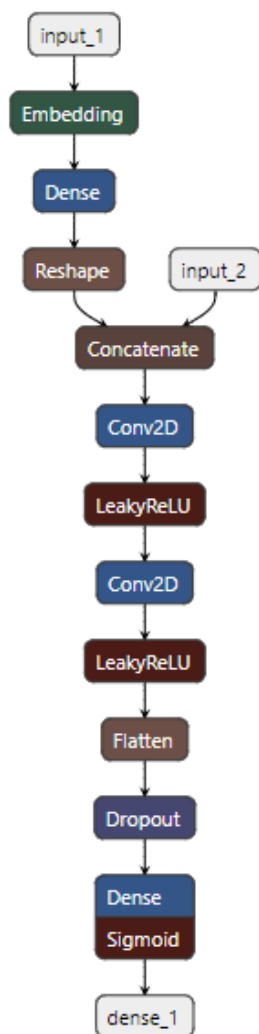 input_1
Embedding
Dense
Reshape
input_2
Concatenate
Conv2D
LeakyReLU
Conv2D
LeakyReLU
Flatten
Dropout
Dense
Sigmoid
dense_1